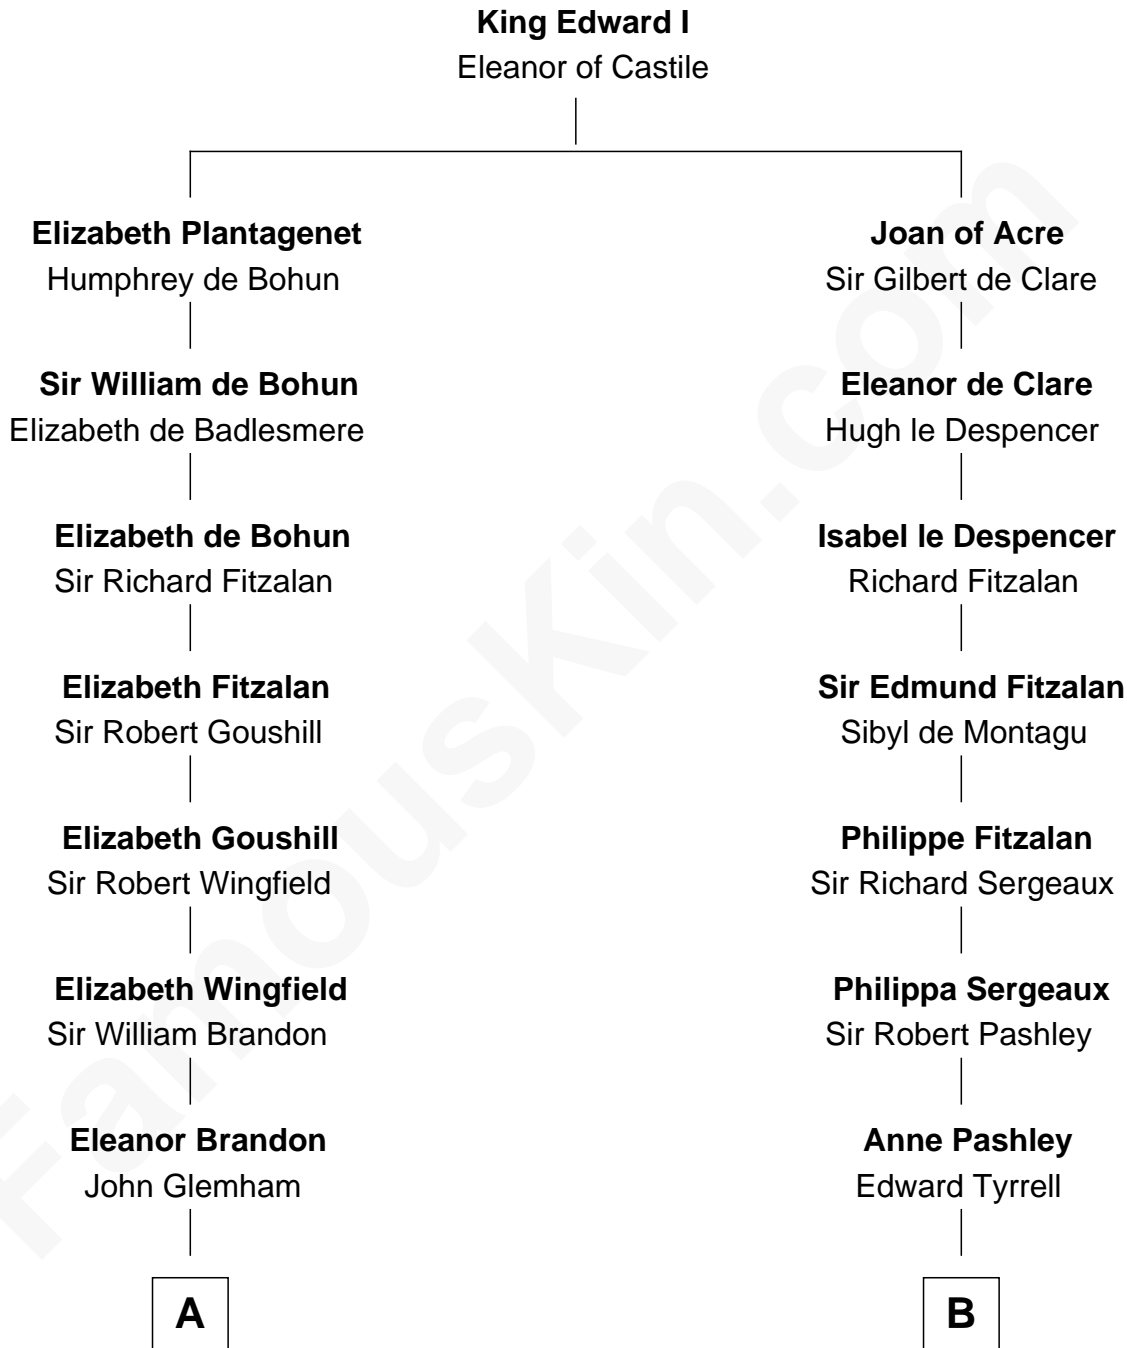 King Edward I
Eleanor of Castile
Elizabeth Plantagenet
Humphrey de Bohun
Joan of Acre
Sir Gilbert de Clare
Sir William de Bohun
Elizabeth de Badlesmere
Eleanor de Clare
Hugh le Despencer
Elizabeth de Bohun
Sir Richard Fitzalan
Isabel le Despencer
Richard Fitzalan
Elizabeth Fitzalan
Sir Robert Goushill
Sir Edmund Fitzalan
Sibyl de Montagu
Elizabeth Goushill
Sir Robert Wingfield
Philippe Fitzalan
Sir Richard Sergeaux
Elizabeth Wingfield
Sir William Brandon
Philippa Sergeaux
Sir Robert Pashley
Eleanor Brandon
John Glemham
Anne Pashley
Edward Tyrrell
A
B
FamousKin.com